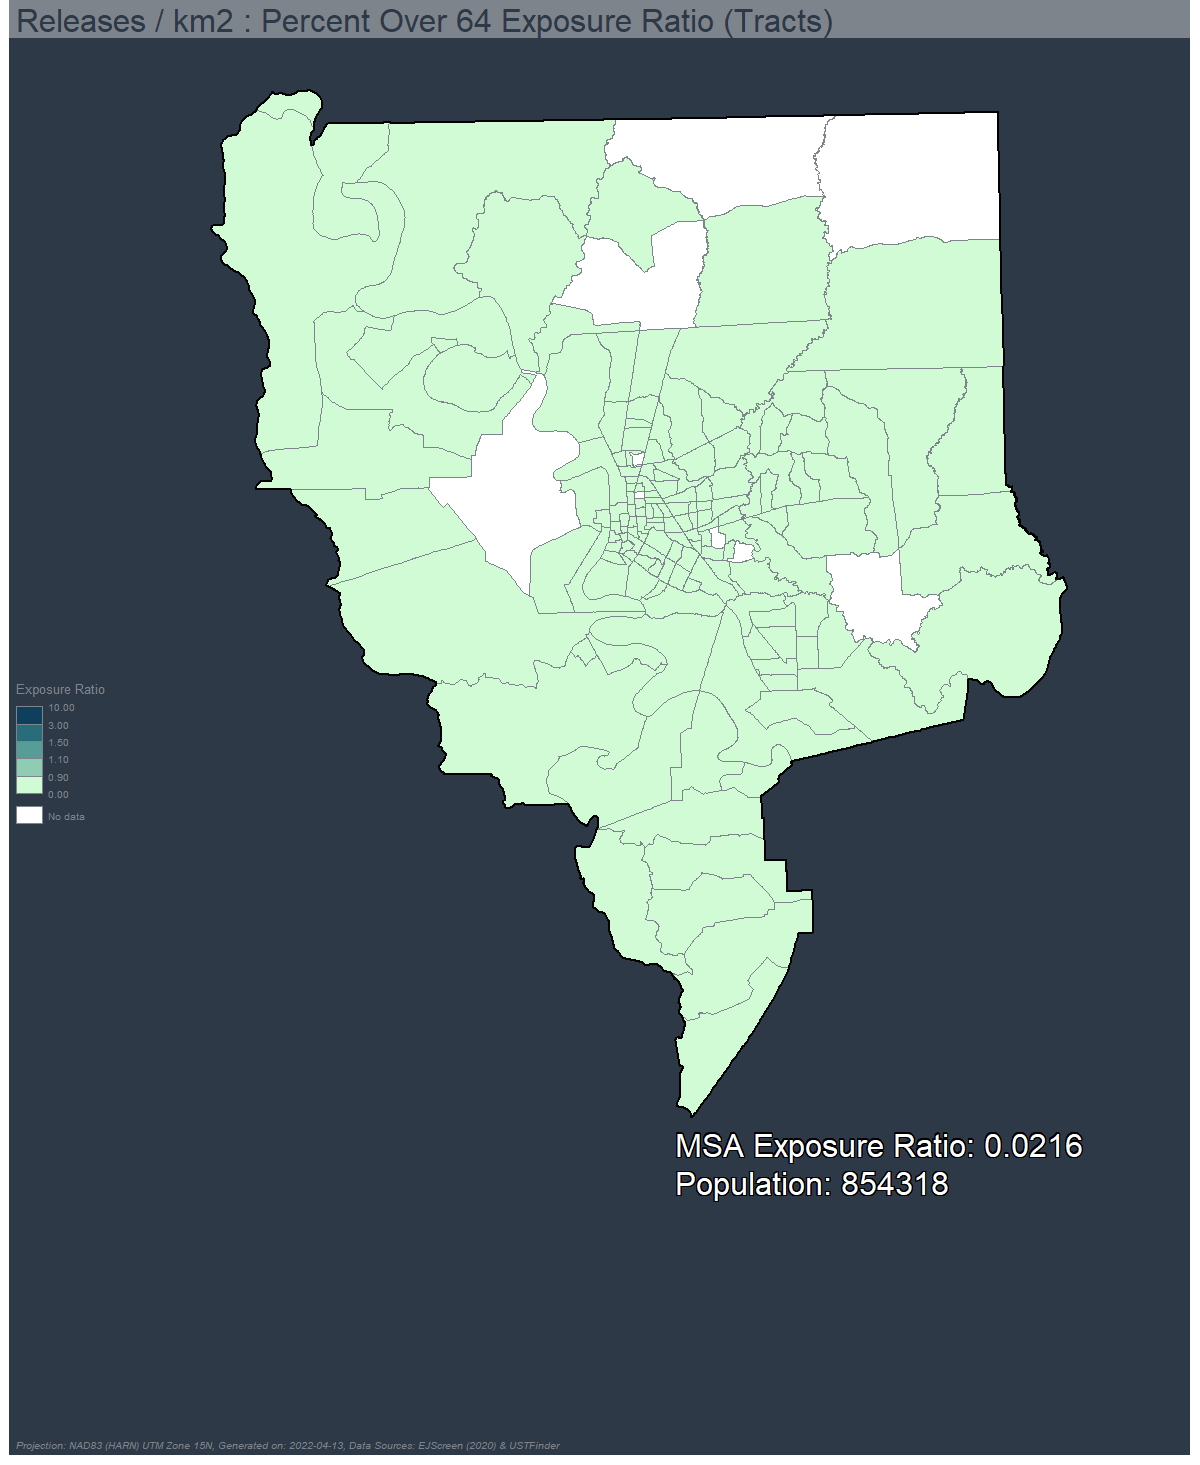 Releases / km2 : Percent Over 64 Exposure Ratio (Tracts)
Exposure Ratio
10.00
3.00
1.50
1.10
0.90
0.00
No data
MSA Exposure Ratio: 0.0216
Population: 854318
Projection: NAD83 (HARN) UTM Zone 15N, Generated on: 2022-04-13, Data Sources: EJScreen (2020) & USTFinder